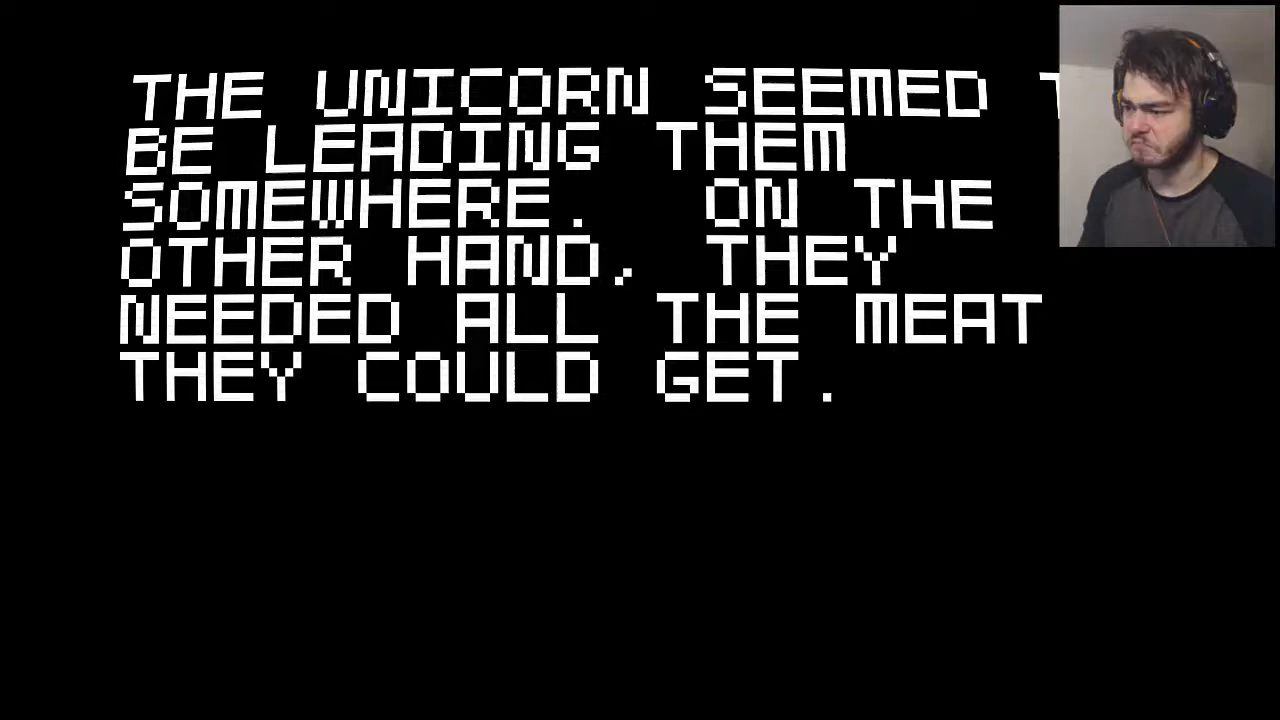 THE UNICORN SEEMED
BE LEADING THEM
SOMEWHERE. ON THE
OTHER HAND, THEY
NEEDED ALL THE MEAT
THEY COULD GET.